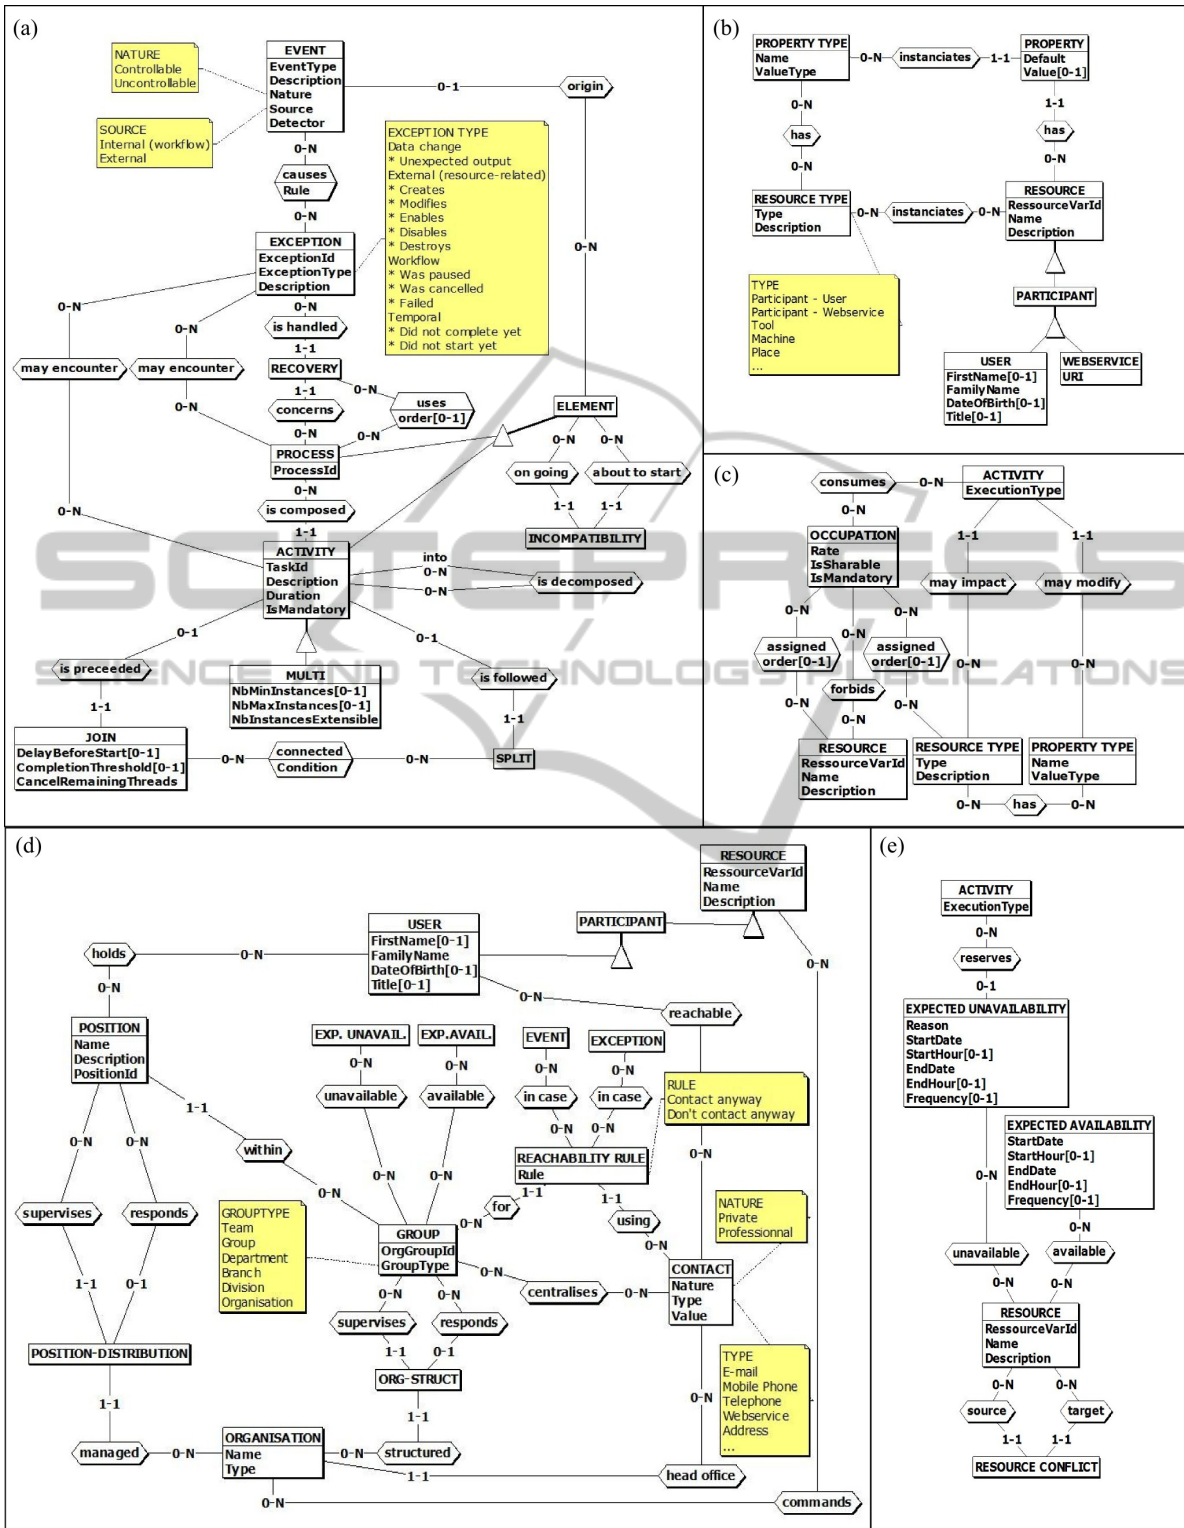 (a)
NATURE
Controllable
Uncontrollable
SOURCE
Internal (workflow)
External
EVENT
EventType
Description
Nature
Source
Detector
0-1
origin
0-N
causes
Rule
0-N
EXCEPTION TYPE
Data change
* Unexpected output
External (resource-related)
* Creates
* Modifies
* Enables
* Disables
* Destroys
Workflow
* Was paused
* Was cancelled
* Failed
Temporal
* Did not complete yet
* Did not start yet
0-N
EXCEPTION
ExceptionId
ExceptionType
Description
0-N
0-N
0-N
is handled
1-1
may encounter
may encounter
RECOVERY
0-N
1-1
uses
order[0-1]
concerns
0-N
0-N
0-N
ELEMENT
PROCESS
ProcessId
0-N
0-N
on going
about to start
0-N
is composed
1-1
1-1
0-N
1-1
INCOMPATIBILITY
ACTIVITY
TaskId
Description
Duration
IsMandatory
into
0-N
0-N
is decomposed
0-1
0-1
is preceeded
is followed
MULTI
NbMinInstances[0-1]
NbMaxInstances[0-1]
NbInstancesExtensible
1-1
1-1
JOIN
DelayBeforeStart[0-1]
CompletionThreshold[0-1]
CancelRemainingThreads
0-N
connected
Condition
0-N
SPLIT
(b)
PROPERTY TYPE
Name
ValueType
0-N
instanciates
1-1
PROPERTY
Default
Value[0-1]
0-N
has
0-N
1-1
has
0-N
RESOURCE TYPE
Type
Description
0-N
instanciates
0-N
RESOURCE
RessourceVarId
Name
Description
TYPE
Participant - User
Participant - Webservice
Tool
Machine
Place
...
PARTICIPANT
USER
FirstName[0-1]
FamilyName
DateOfBirth[0-1]
Title[0-1]
WEBSERVICE
URI
(c)
consumes
0-N
ACTIVITY
ExecutionType
0-N
OCCUPATION
Rate
IsSharable
IsMandatory
1-1
1-1
may impact
may modify
0-N
0-N
0-N
assigned
order[0-1]
assigned
order[0-1]
0-N
0-N
forbids
0-N
0-N
0-N
RESOURCE
RessourceVarId
Name
Description
RESOURCE TYPE
Type
Description
PROPERTY TYPE
Name
ValueType
0-N
has
0-N
SCITEPRESS
SCIENCE AND TECHNOLOGY PUBLICATIONS
(d)
RESOURCE
RessourceVarId
Name
Description
PARTICIPANT
USER
FirstName[0-1]
FamilyName
DateOfBirth[0-1]
Title[0-1]
holds
0-N
0-N
0-N
0-N
reachable
POSITION
Name
Description
PositionId
EXP. UNAVAIL.
EXP.AVAIL.
EVENT
EXCEPTION
0-N
0-N
0-N
0-N
unavailable
available
in case
in case
RULE
Contact anyway
Don't contact anyway
1-1
0-N
0-N
0-N
0-N
within
0-N
0-N
0-N
0-N
REACHABILITY RULE
Rule
0-N
1-1
1-1
supervises
responds
for
using
0-N
0-N
NATURE
Private
Professionnal
GROUPTYPE
Team
Group
Department
Branch
Division
Organisation
GROUP
OrgGroupId
GroupType
0-N
centralises
0-N
CONTACT
Nature
Type
Value
1-1
0-1
0-N
0-N
supervises
responds
1-1
0-1
POSITION-DISTRIBUTION
ORG-STRUCT
TYPE
E-mail
Mobile Phone
Telephone
Webservice
Address
...
1-1
1-1
0-N
managed
0-N
ORGANISATION
Name
Type
0-N
structured
1-1
head office
0-N
commands
(e)
ACTIVITY
ExecutionType
0-N
reserves
0-1
EXPECTED UNAVAILABILITY
Reason
StartDate
StartHour[0-1]
EndDate
EndHour[0-1]
Frequency[0-1]
EXPECTED AVAILABILITY
StartDate
StartHour[0-1]
EndDate
EndHour[0-1]
Frequency[0-1]
0-N
0-N
unavailable
available
0-N
0-N
RESOURCE
RessourceVarId
Name
Description
0-N
0-N
source
target
1-1
1-1
RESOURCE CONFLICT